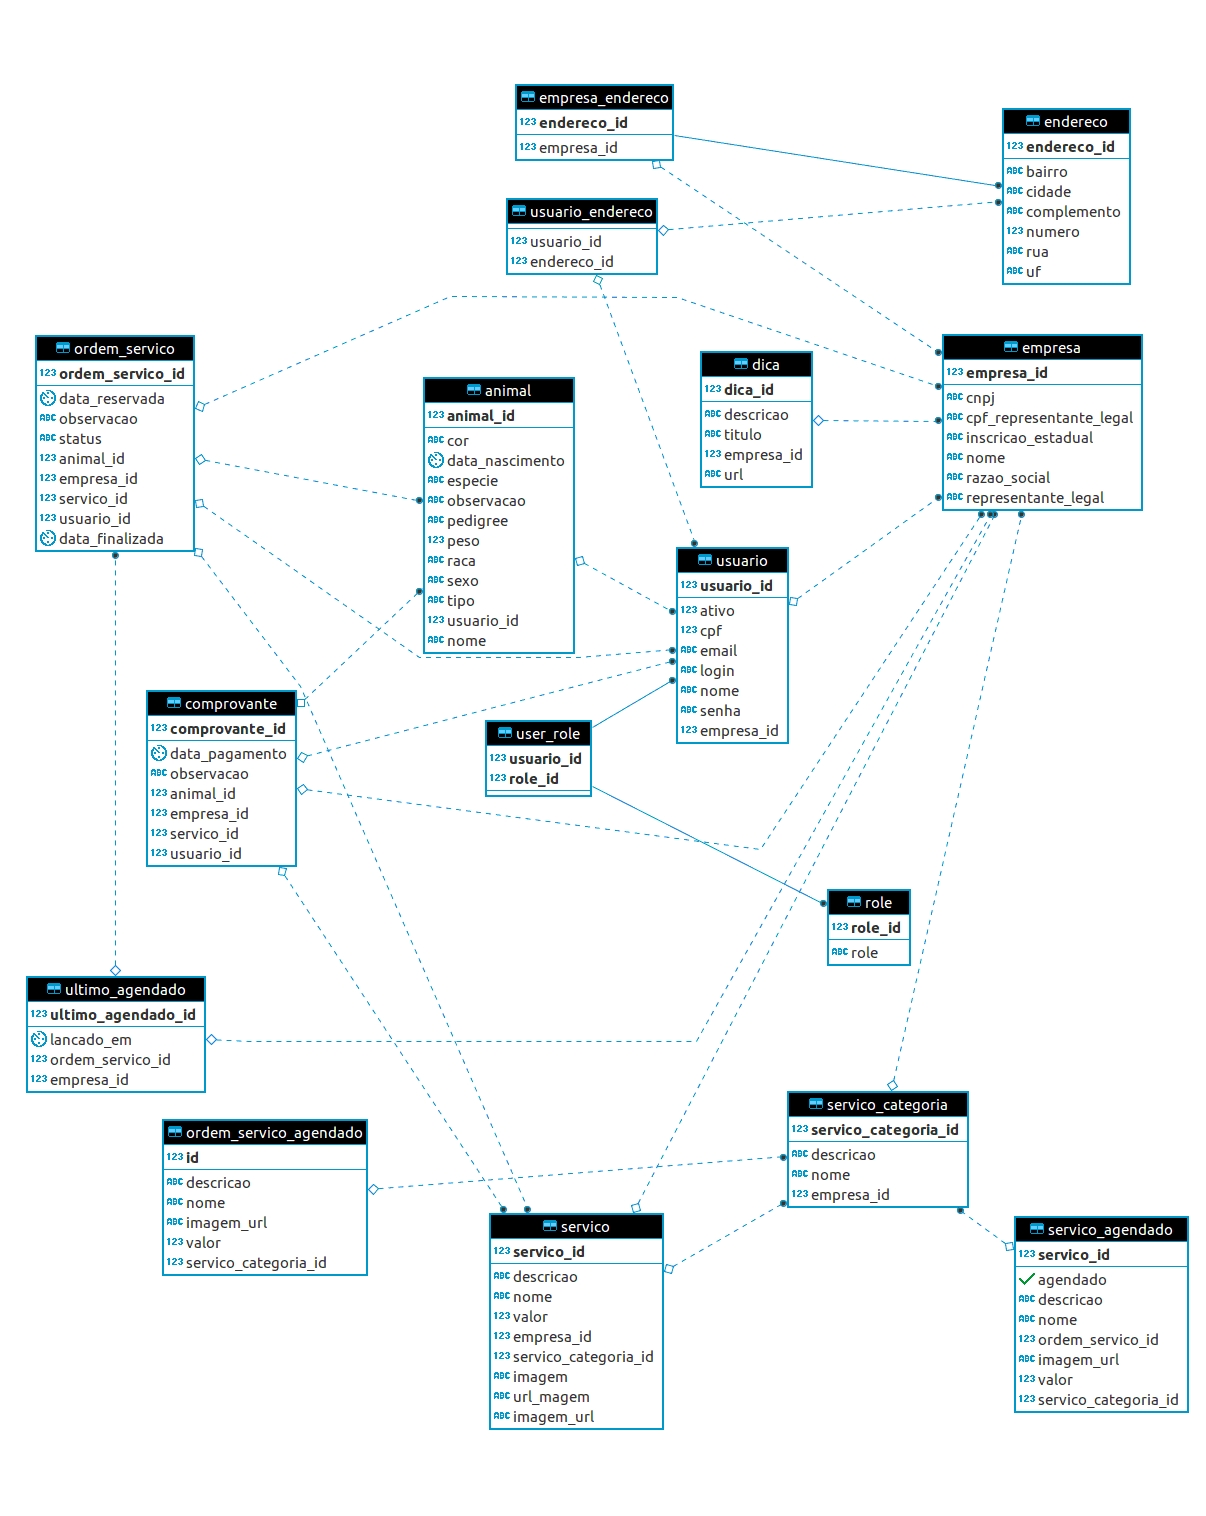 empresa_endereco
123 endereco_id
123 empresa_id
endereco
123 endereco_id
ABC bairro
ABC cidade
ABC complemento
123 numero
ABC rua
ABC uf
usuario_endereco
123 usuario_id
123 endereco_id
ordem_servico
123 ordem_servico_id
data_reservada
ABC observacao
ABC status
123 animal_id
123 empresa_id
123 servico_id
123 usuario_id
data_finalizada
animal
123 animal_id
ABC cor
data_nascimento
ABC especie
ABC observacao
ABC pedigree
123 peso
ABC raca
ABC sexo
ABC tipo
123 usuario_id
ABC nome
dica
123 dica_id
ABC descricao
ABC titulo
123 empresa_id
ABC url
empresa
123 empresa_id
ABC cnpj
ABC cpf_representante_legal
ABC inscricao_estadual
ABC nome
ABC razao_social
ABC representante_legal
usuario
123 usuario_id
ABC ativo
ABC cpf
ABC email
ABC login
ABC nome
ABC senha
123 empresa_id
comprovante
123 comprovante_id
data_pagamento
ABC observacao
123 animal_id
123 empresa_id
123 servico_id
123 usuario_id
user_role
123 usuario_id
123 role_id
role
123 role_id
ABC role
ultimo_agendado
123 ultimo_agendado_id
lancado_em
123 ordem_servico_id
123 empresa_id
ordem_servico_agendado
123 id
ABC descricao
ABC nome
ABC imagem_url
123 valor
123 servico_categoria_id
servico_categoria
123 servico_categoria_id
ABC descricao
ABC nome
123 empresa_id
servico
123 servico_id
ABC descricao
ABC nome
123 valor
123 empresa_id
123 servico_categoria_id
ABC imagem
ABC url_magem
ABC imagem_url
servico_agendado
123 servico_id
agendado
ABC descricao
ABC nome
123 ordem_servico_id
ABC imagem_url
123 valor
123 servico_categoria_id